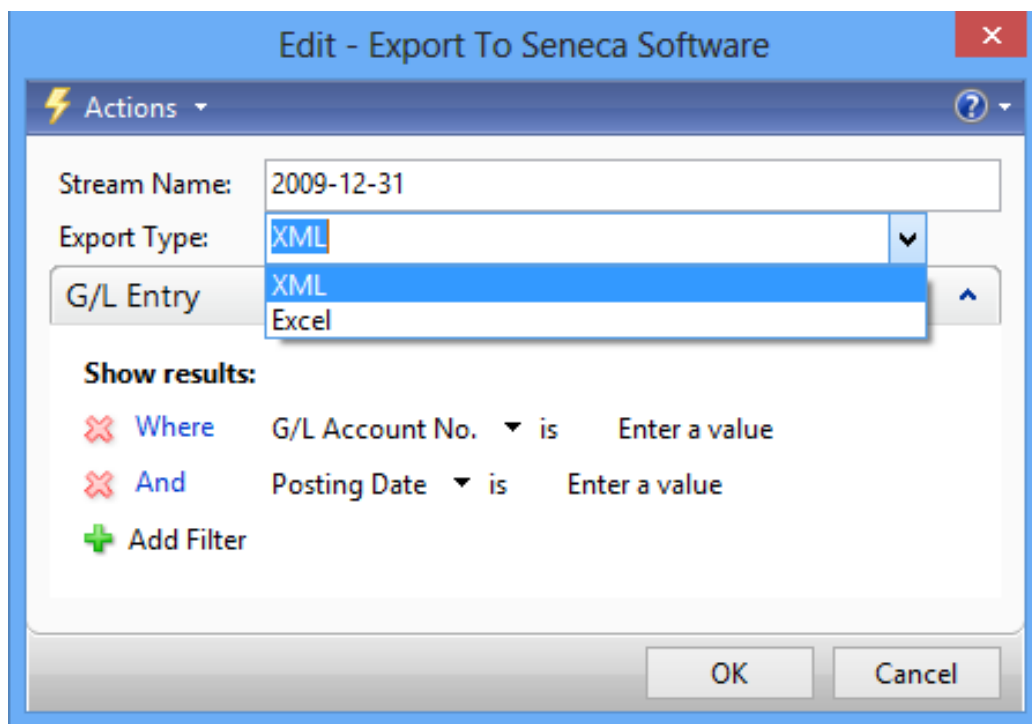 Edit - Export To Seneca Software
Actions
Stream Name: 2009-12-31
Export Type: XML
XML
G/L Entry
Excel
Show results:
Where G/L Account No. is Enter a value
And Posting Date is Enter a value
Add Filter
OK Cancel